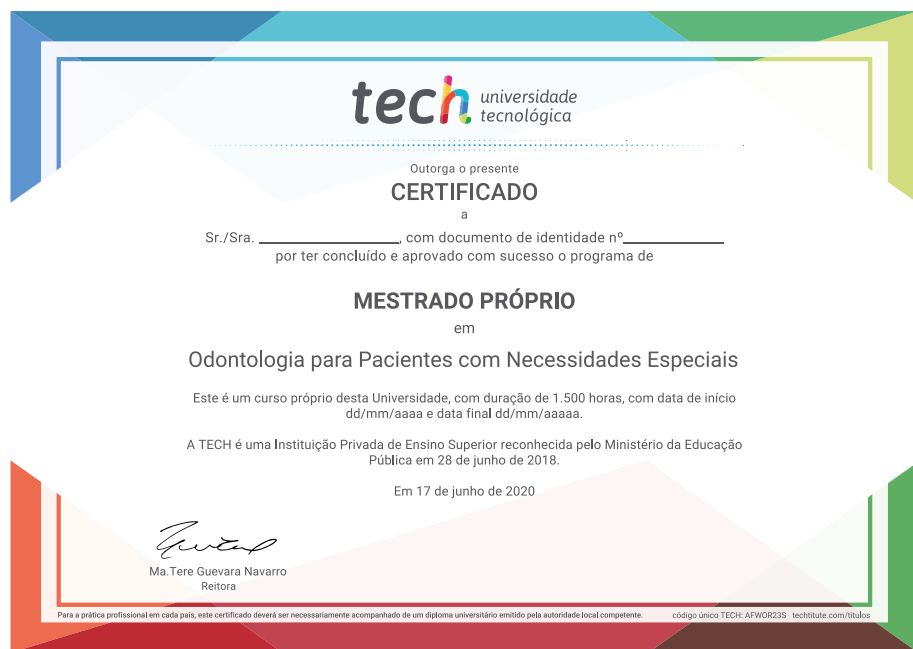 tech universidade
tecnológica
Outorga o presente
CERTIFICADO
a
Sr./Sra. ____________, com documento de identidade nº____________
por ter concluído e aprovado com sucesso o programa de
MESTRADO PRÓPRIO
em
Odontologia para Pacientes com Necessidades Especiais
Este é um curso próprio desta Universidade, com duração de 1.500 horas, com data de início
dd/mm/aaaa e data final dd/mm/aaaaa.
A TECH é uma Instituição Privada de Ensino Superior reconhecida pelo Ministério da Educação
Pública em 28 de junho de 2018.
Em 17 de junho de 2020
Ma.Tere Guevara Navarro
Reitora
Para a prática profissional em cada país, este certificado deverá ser necessariamente acompanhado de um diploma universitário emitido pela autoridade local competente. código único TECH: AFWOR23S techtitute.com/titulos